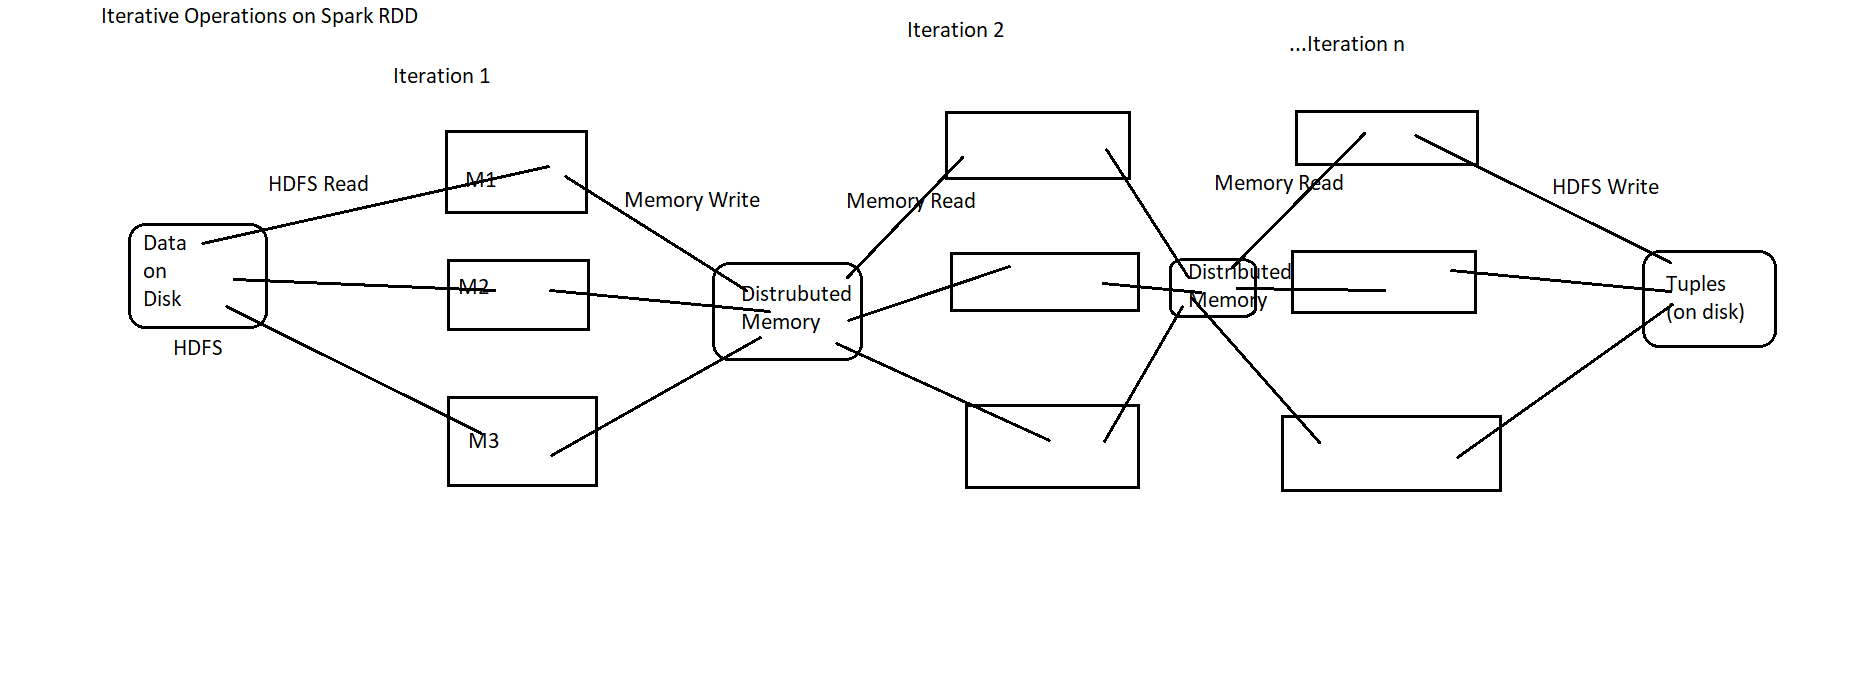 Iterative Operations on Spark RDD
Iteration 1
Iteration 2
...Iteration n
HDFS Read
M1
Memory Write
Memory Read
Memory Read
HDFS Write
Data
on
Disk
HDFS
M2
M3
Distrubuted
Memory
Distributed
Memory
Tuples
(on disk)